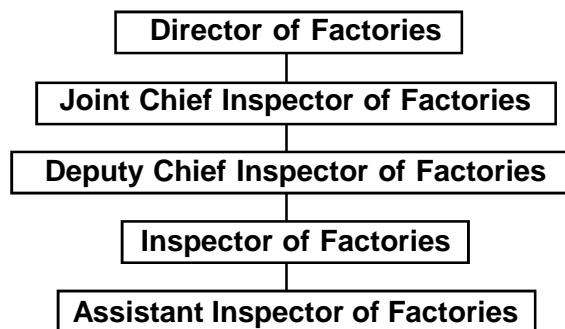 Director of Factories
Joint Chief Inspector of Factories
Deputy Chief Inspector of Factories
Inspector of Factories
Assistant Inspector of Factories